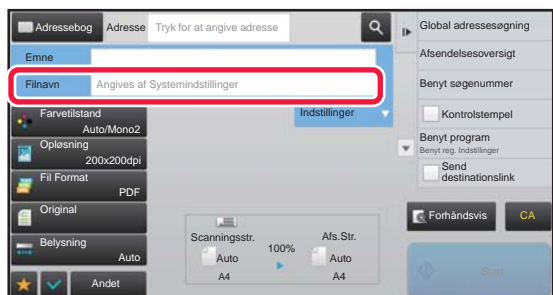 Adressebog Adresse Tryk for at angive adresse
Emne
Filnavn Angives af Systemindstillinger
Indstillinger
Farvetilstand
Auto/Mono2
Opløsning
200x200dpi
Fil Format
PDF
Original
Belysning
Auto
Andet
Scanningsstr.
Auto
A4
100%
Afs.Str.
Auto
A4
Global adressesøgning
Afsendelsesoversigt
Benyt søgenummer
Kontrolstempel
Benyt program
Benyt reg. Indstillinger
Send
destinationslink
Forhåndsvis CA
Start